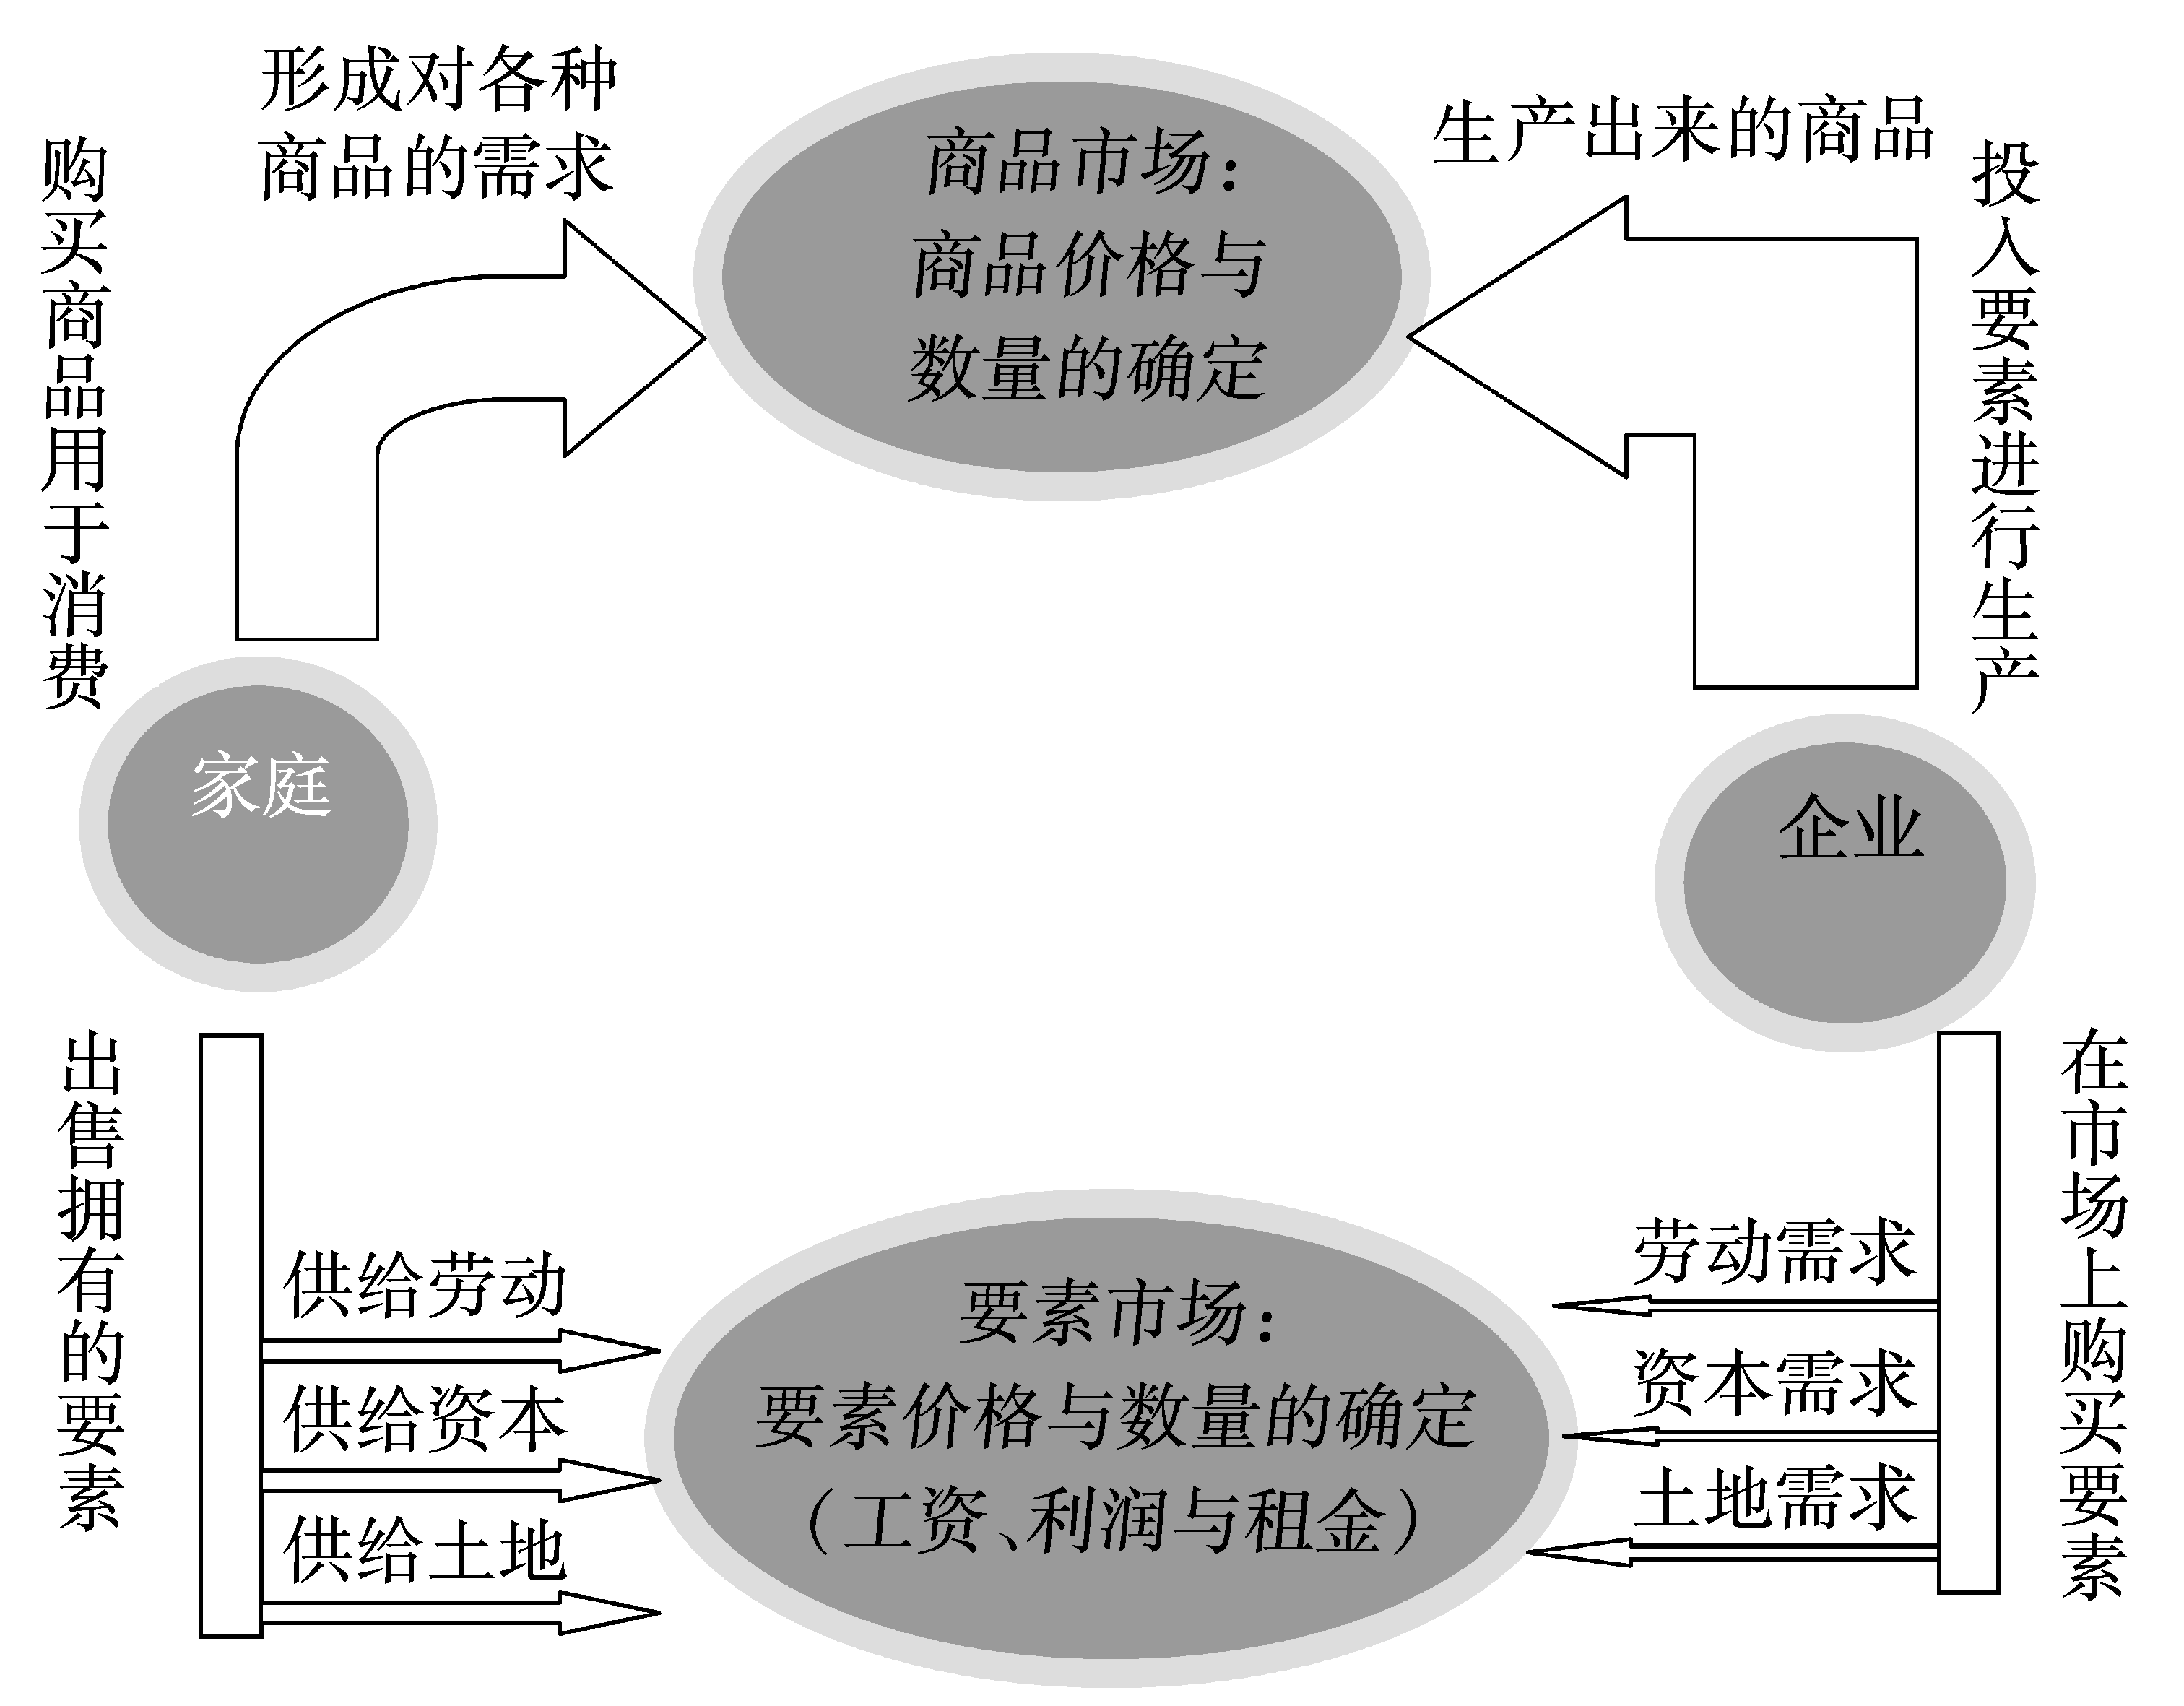 形成对各种
商品的需求
购买商品用于消费
商品市场：
商品价格与
数量的确定
生产出来的商品
投入要素进行生产
家庭
企业
出售拥有的要素
供给劳动
供给资本
供给土地
要素市场：
要素价格与数量的确定
（工资、利润与租金）
劳动需求
资本需求
土地需求
在市场上购买要素